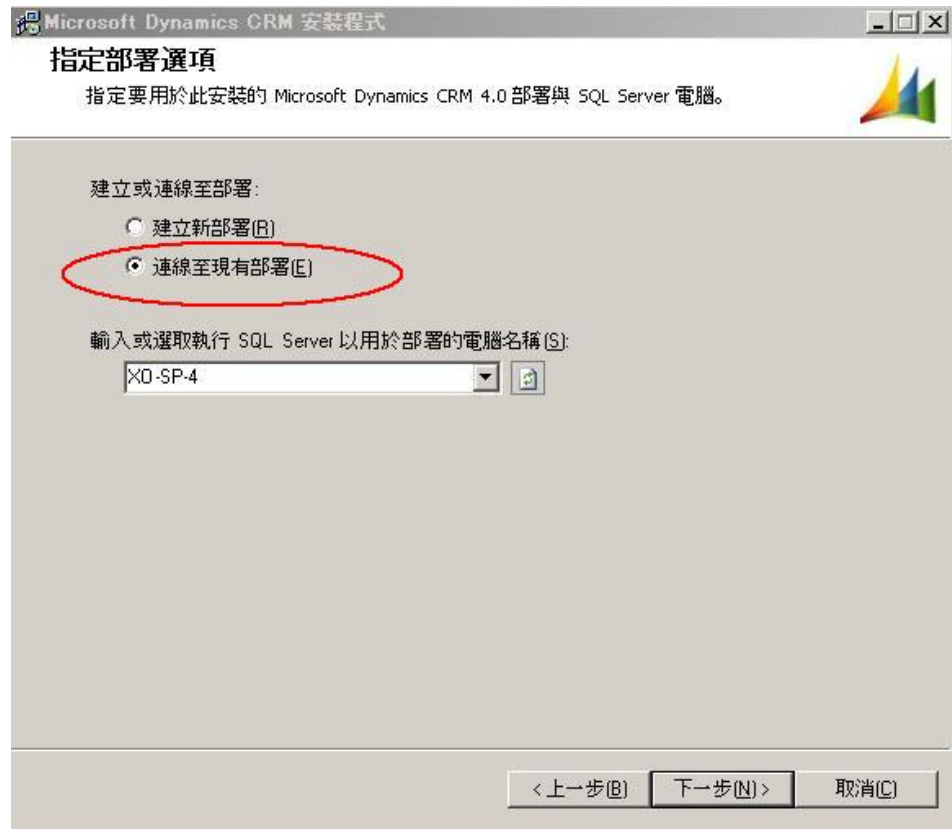 Microsoft Dynamics CRM 安裝程式
指定部署選項
指定要用於此安裝的 Microsoft Dynamics CRM 4.0 部署與 SQL Server 電腦。
建立或連線至部署:
建立新部署(R)
連線至現有部署(E)
輸入或選取執行 SQL Server 以用於部署的電腦名稱(S):
XO-SP-4
<上一步(B) 下一步(N)> 取消(C)